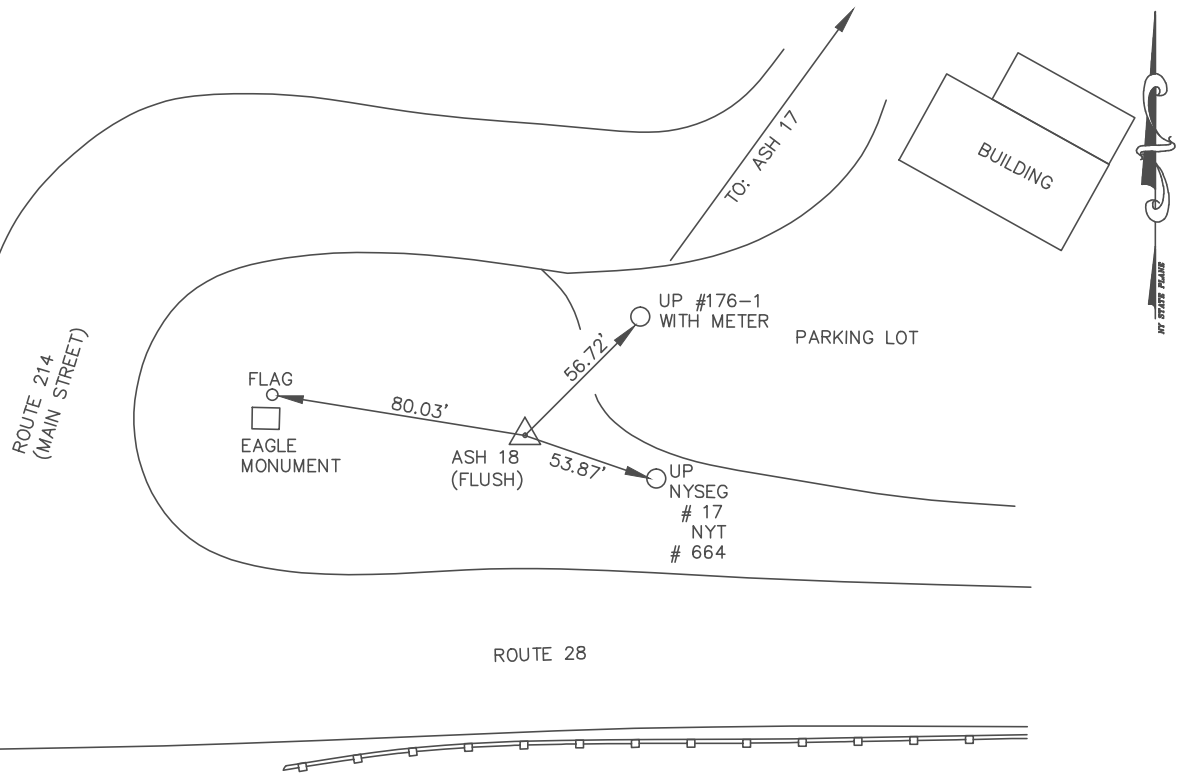 TO: ASH 17
BUILDING
NY STATE PLANE
UP #176-1
WITH METER
PARKING LOT
56.72'
ROUTE 214
(MAIN STREET)
FLAG
80.03'
EAGLE
MONUMENT
ASH 18
(FLUSH)
53.87'
UP
NYSEG
# 17
NYT
# 664
ROUTE 28